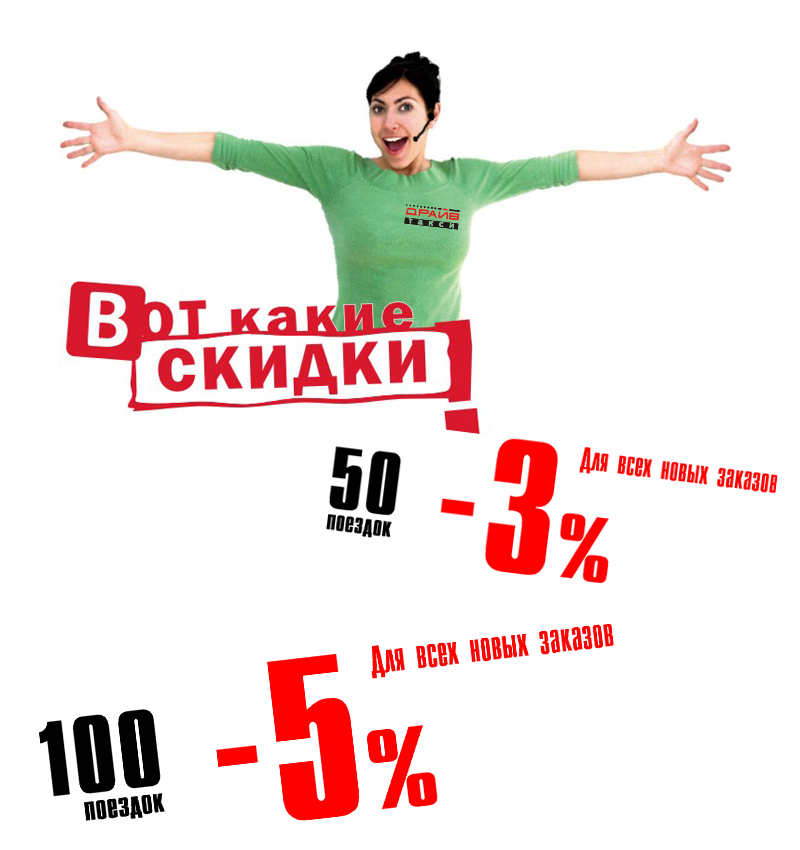 ДРАЙВ
такси
Вот какие
скидки!
50
поездок
-3%
Для всех новых заказов
Для всех новых заказов
100
поездок
-5%